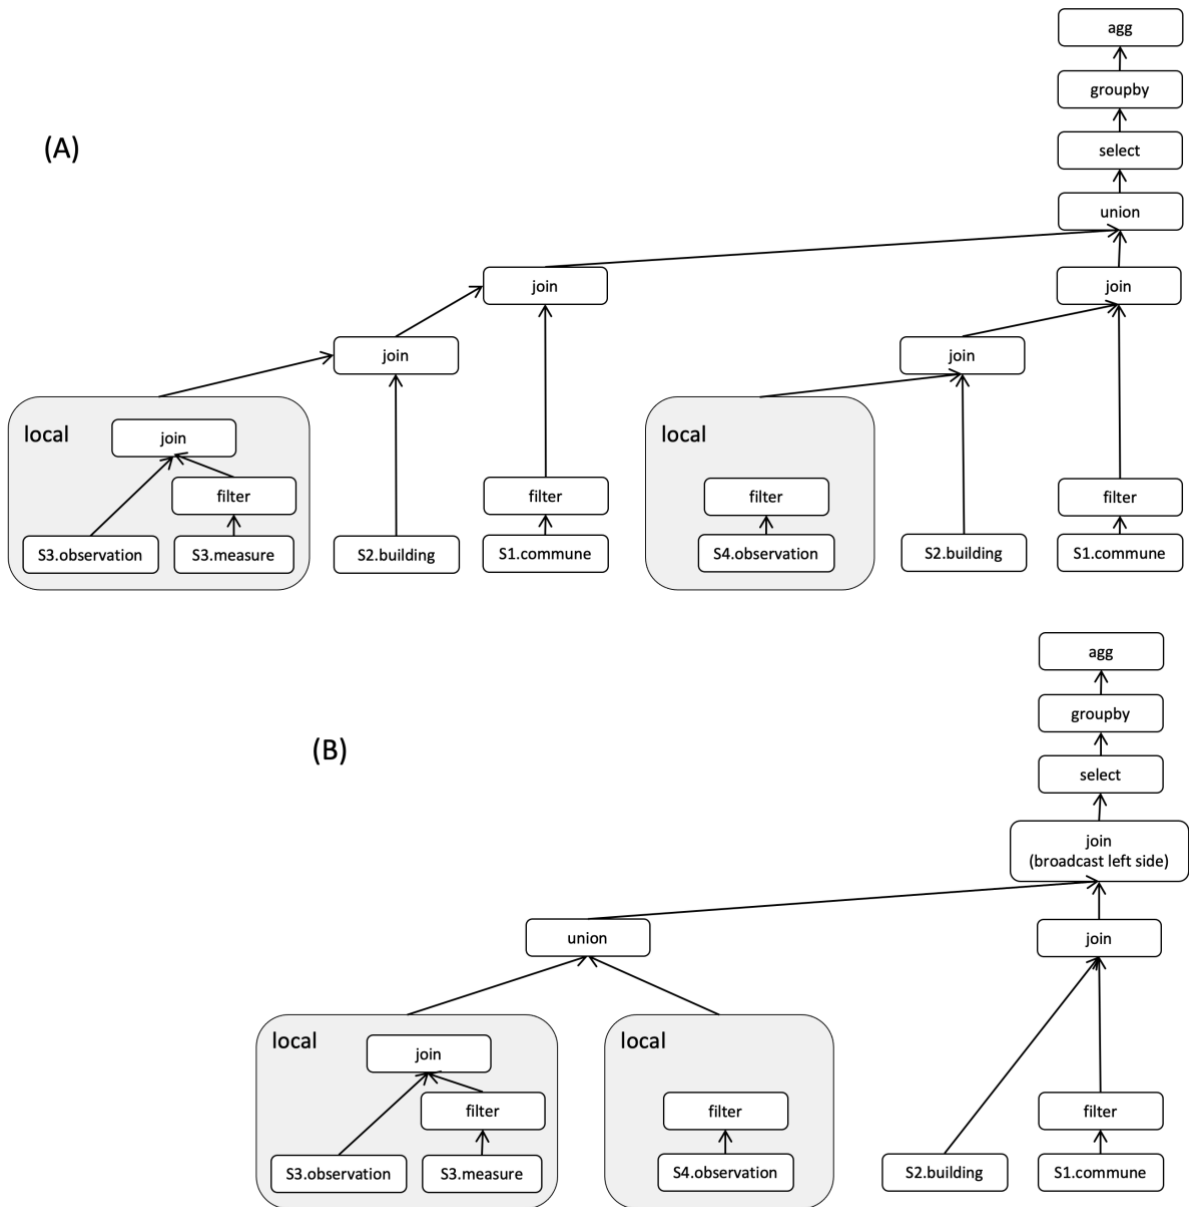 agg
groupby
(A)
select
union
join
join
join
join
local
join
filter
S3.observation
S3.measure
S2.building
filter
S1.commune
local
filter
S4.observation
S2.building
filter
S1.commune
agg
groupby
(B)
select
join
(broadcast left side)
union
join
local
join
filter
S3.observation
S3.measure
local
filter
S4.observation
S2.building
filter
S1.commune